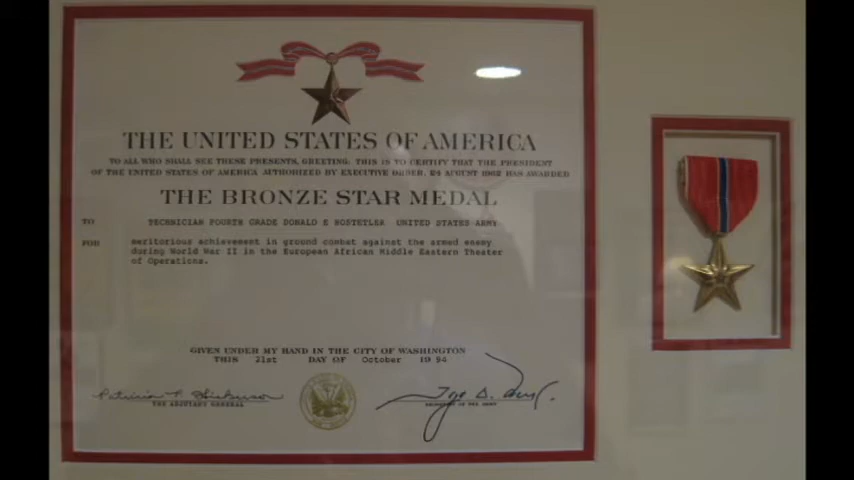 THE UNITED STATES OF AMERICA
TO ALL WHO SHALL SEE THESE PRESENTS, GREETING: THIS IS TO CERTIFY THAT THE PRESIDENT
OF THE UNITED STATES OF AMERICA AUTHORIZED BY EXECUTIVE ORDER, 24 AUGUST 1962 HAS AWARDED
THE BRONZE STAR MEDAL
TO TECHNICIAN FOURTH GRADE DONALD E HOSTETLER UNITED STATES ARMY
FOR meritorious achievement in ground combat against the armed enemy
during World War II in the European African Middle Eastern Theater
of Operations.
GIVEN UNDER MY HAND IN THE CITY OF WASHINGTON
THIS 21st DAY OF October 19 94
THE ADJUTANT GENERAL
SECRETARY OF THE ARMY